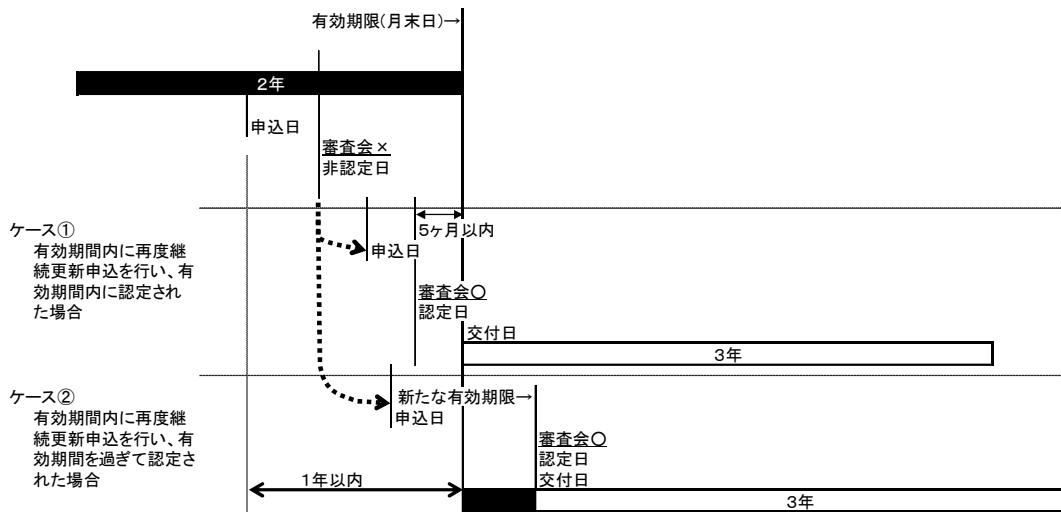 有効期限(月末日)→
2年
申込日
審査会×
非認定日
ケース①
有効期間内に再度継
続更新申込を行い、有
効期間内に認定され
た場合
5ヶ月以内
申込日
審査会〇
認定日
交付日
3年
ケース②
有効期間内に再度継
続更新申込を行い、有
効期間を過ぎて認定さ
れた場合
新たな有効期限→
申込日
審査会〇
認定日
交付日
1年以内
3年